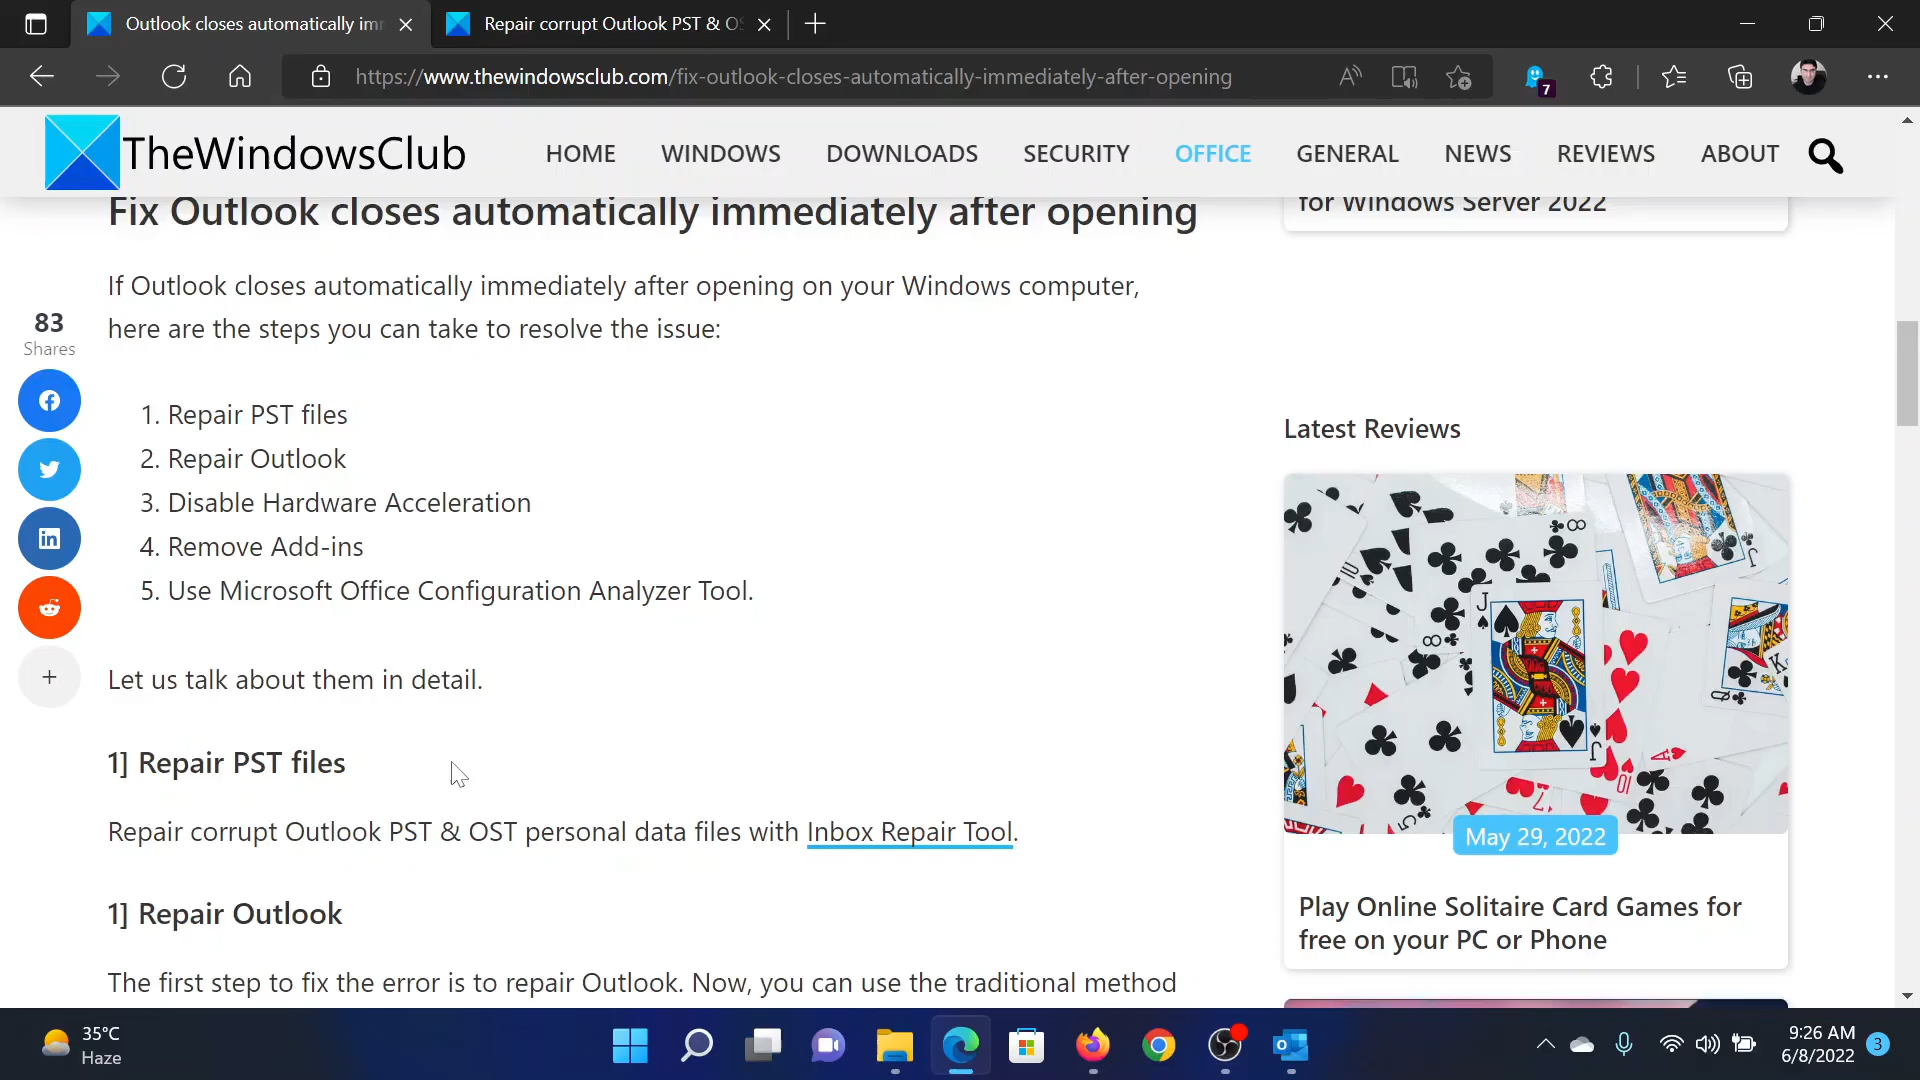 Outlook closes automatically im
Repair corrupt Outlook PST & O
https://www.thewindowsclub.com/fix-outlook-closes-automatically-immediately-after-opening
7
TheWindowsClub
HOME WINDOWS DOWNLOADS SECURITY OFFICE GENERAL NEWS REVIEWS ABOUT
Fix Outlook closes automatically immediately after opening
If Outlook closes automatically immediately after opening on your Windows computer,
here are the steps you can take to resolve the issue:
1. Repair PST files
2. Repair Outlook
3. Disable Hardware Acceleration
4. Remove Add-ins
5. Use Microsoft Office Configuration Analyzer Tool.
Let us talk about them in detail.
1] Repair PST files
Repair corrupt Outlook PST & OST personal data files with Inbox Repair Tool.
1] Repair Outlook
The first step to fix the error is to repair Outlook. Now, you can use the traditional method
83
Shares
for Windows Server 2022
Latest Reviews
May 29, 2022
Play Online Solitaire Card Games for
free on your PC or Phone
35°C
Haze
9:26 AM
6/8/2022
3